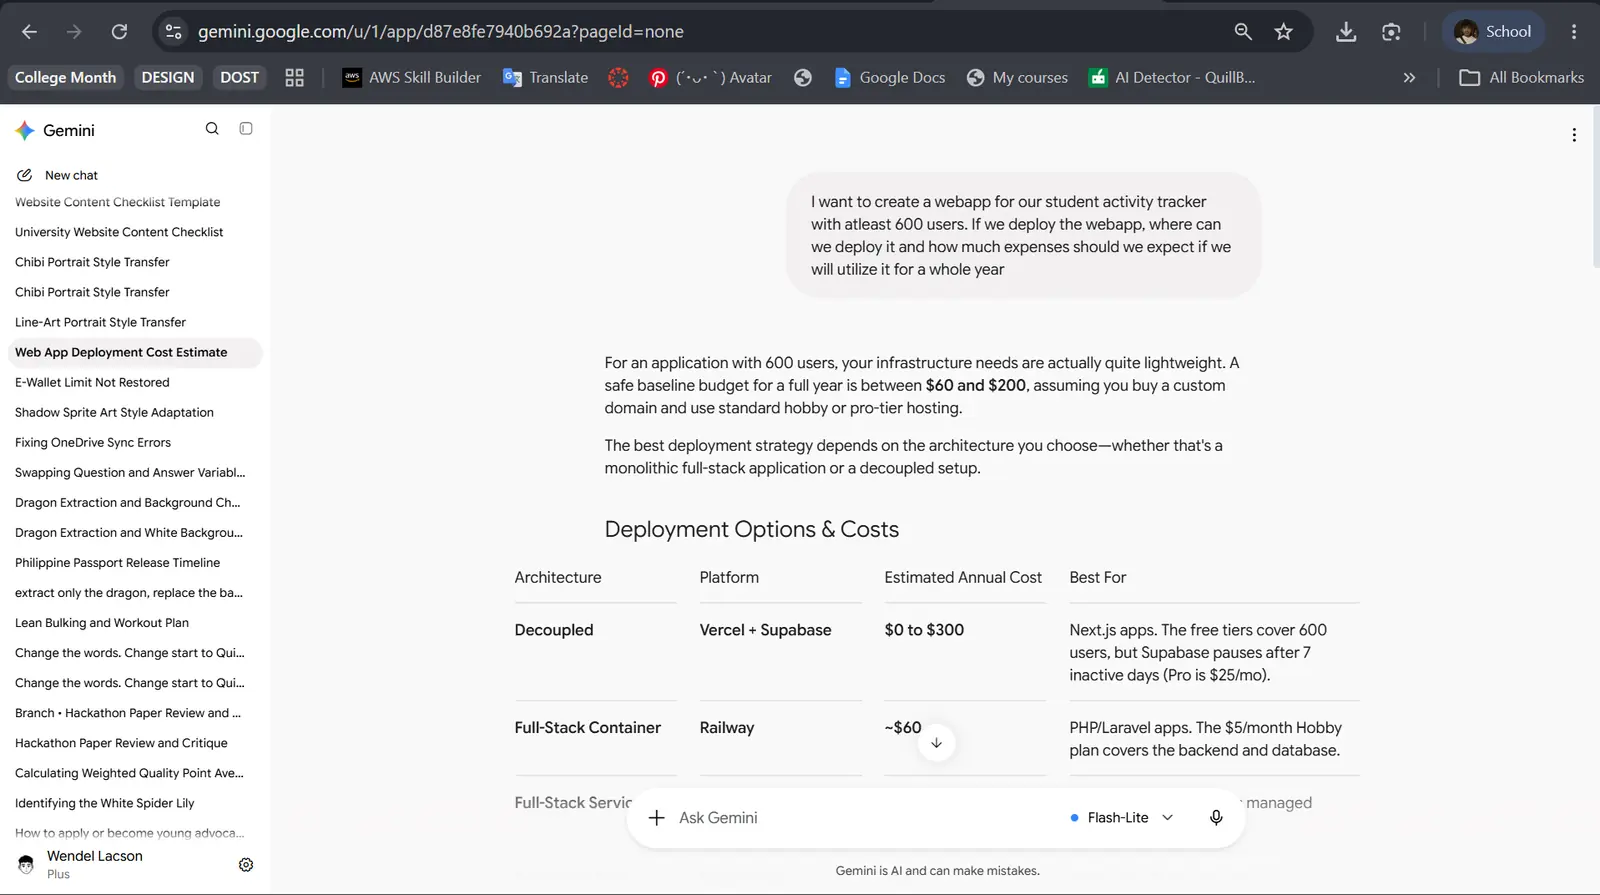 gemini.google.com/u/1/app/d87e8fe7940b692a?pageId=none
School
College Month
DESIGN
DOST
aws
AWS Skill Builder
Translate
(´･ᴗ･`) Avatar
Google Docs
My courses
AI Detector - QuillB...
All Bookmarks
Gemini
New chat
Website Content Checklist Template
University Website Content Checklist
Chibi Portrait Style Transfer
Chibi Portrait Style Transfer
Line-Art Portrait Style Transfer
Web App Deployment Cost Estimate
E-Wallet Limit Not Restored
Shadow Sprite Art Style Adaptation
Fixing OneDrive Sync Errors
Swapping Question and Answer Variabl...
Dragon Extraction and Background Ch...
Dragon Extraction and White Backgrou...
Philippine Passport Release Timeline
extract only the dragon, replace the ba...
Lean Bulking and Workout Plan
Change the words. Change start to Qui...
Change the words. Change start to Qui...
Branch • Hackathon Paper Review and ...
Hackathon Paper Review and Critique
Calculating Weighted Quality Point Ave...
Identifying the White Spider Lily
How to apply or become young advoca...
Wendel Lacson
Plus
I want to create a webapp for our student activity tracker
with atleast 600 users. If we deploy the webapp, where can
we deploy it and how much expenses should we expect if we
will utilize it for a whole year
For an application with 600 users, your infrastructure needs are actually quite lightweight. A
safe baseline budget for a full year is between $60 and $200, assuming you buy a custom
domain and use standard hobby or pro-tier hosting.
The best deployment strategy depends on the architecture you choose—whether that's a
monolithic full-stack application or a decoupled setup.
Deployment Options & Costs
Architecture
Platform
Estimated Annual Cost
Best For
Decoupled
Vercel + Supabase
$0 to $300
Next.js apps. The free tiers cover 600
users, but Supabase pauses after 7
inactive days (Pro is $25/mo).
Full-Stack Container
Railway
~$60
PHP/Laravel apps. The $5/month Hobby
plan covers the backend and database.
Full-Stack Servic
managed
Ask Gemini
Flash-Lite
Gemini is AI and can make mistakes.